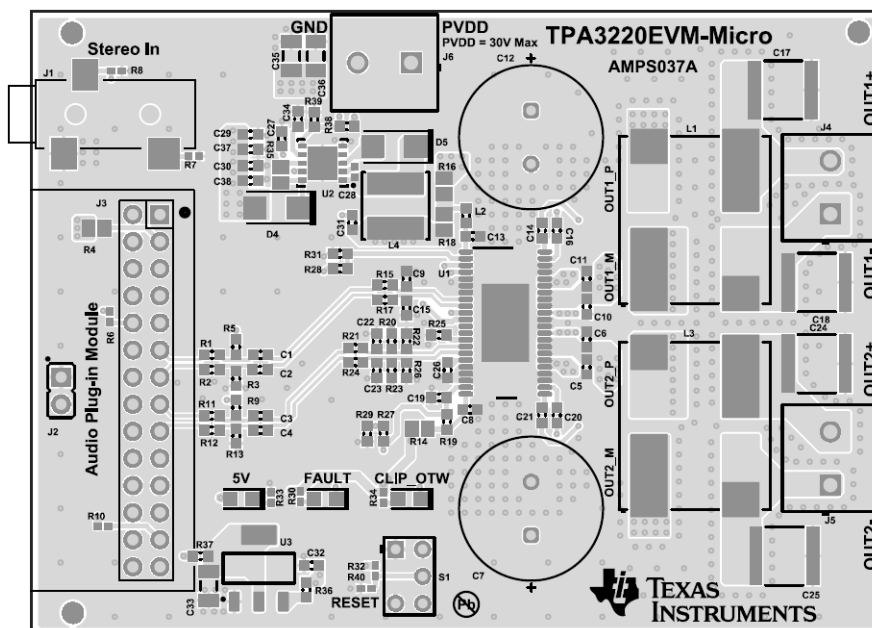 GND
PVDD
PVDD = 30V Max
TPA3220EVM-Micro
AMPS037A
Stereo In
J1
R8
R7
C35
C36
J6
C12
+
C17
OUT1+
C34
R39
C27
R35
R38
C29
C37
C30
C38
U2
C28
D5
D4
L4
C31
R16
R18
L2
C13
L1
J4
OUT1_P
OUT1_M
OUT1-
J3
R4
R31
R28
U1
C14
C16
R15
C9
R17
C15
C11
C10
C18
C24
OUT2+
Audio Plug-in Module
R6
R5
R1
R2
R3
C1
C2
R21
R24
C22
R20
R22
R25
C23
R23
R26
C26
C6
C5
L3
OUT2_P
OUT2_M
J2
R9
R11
R12
R13
C3
C4
C19
C8
R29
R27
R14
R19
C21
C20
J5
OUT2-
5V
R33
R30
FAULT
R34
CLIP_OTW
R10
R37
U3
C32
R36
C33
R32
R40
S1
RESET
Pb
C7
+
C25
TEXAS
INSTRUMENTS